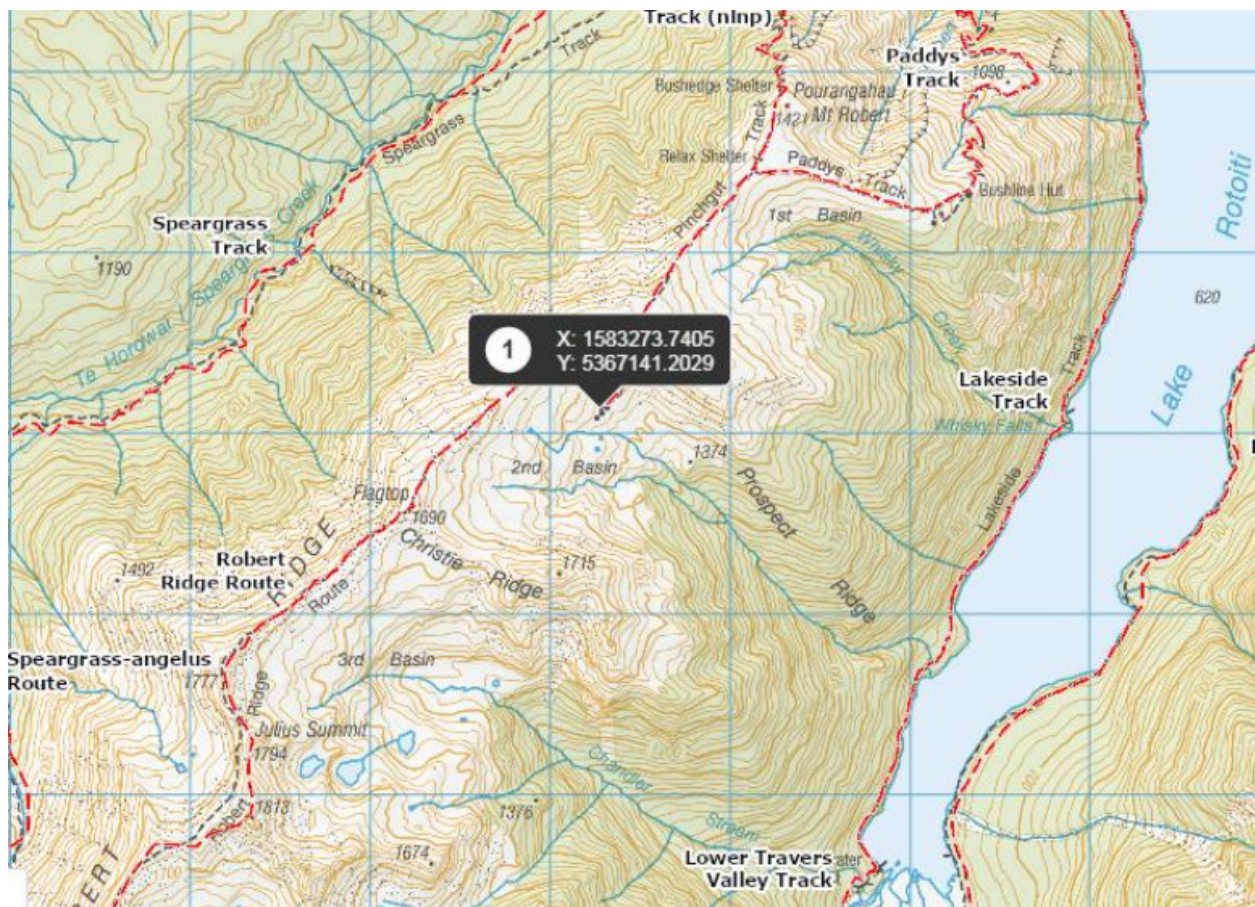 Track (nlnp)
Track
Paddys
Track
1098
Bushedge Shelter
Pourangahau
Mt Robert
1421
Track
1000
Speargrass
Relax Shelter
Paddys
Track
Bushline Hut
Rotoiti
Pinchgut
1st Basin
Speargrass
Track
Te Horowai / Speargrass Creek
1190
Whisky
Creek
620
1400
1
X: 1583273.7405
Y: 5367141.2029
Track
Lakeside
Track
Lake
Whisky Falls
1374
2nd Basin
Prospect
Ridge
Lakeside
Flagtop
1690
Christie Ridge
Robert
Ridge Route
1492
1715
Route
3rd Basin
Speargrass-angelus
Route
1777
Ridge
Julius Summit
1794
Chandler
Stream
1813
Robert
1376
1674
1700
Lower Travers
Valley Track